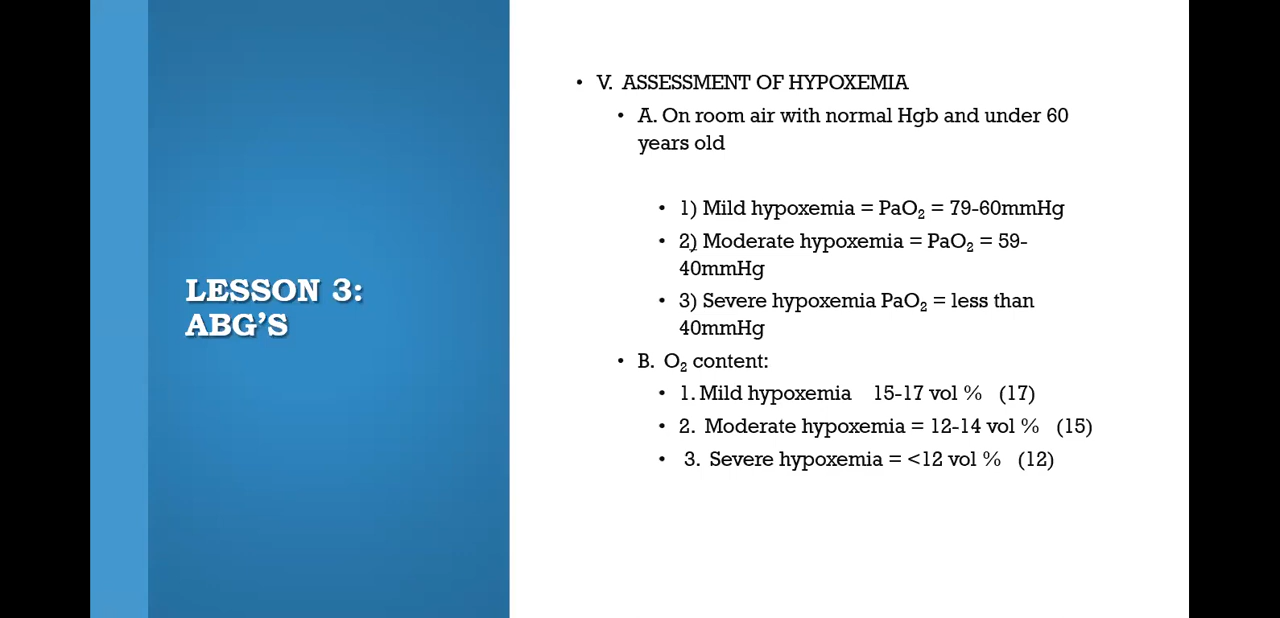 LESSON 3:
ABG'S
• V. ASSESSMENT OF HYPOXEMIA
• A. On room air with normal Hgb and under 60
years old
• 1) Mild hypoxemia = PaO₂ = 79-60mmHg
• 2) Moderate hypoxemia = PaO₂ = 59-
40mmHg
• 3) Severe hypoxemia PaO₂ = less than
40mmHg
• B. O₂ content:
• 1. Mild hypoxemia 15-17 vol % (17)
• 2. Moderate hypoxemia = 12-14 vol % (15)
• 3. Severe hypoxemia = <12 vol % (12)